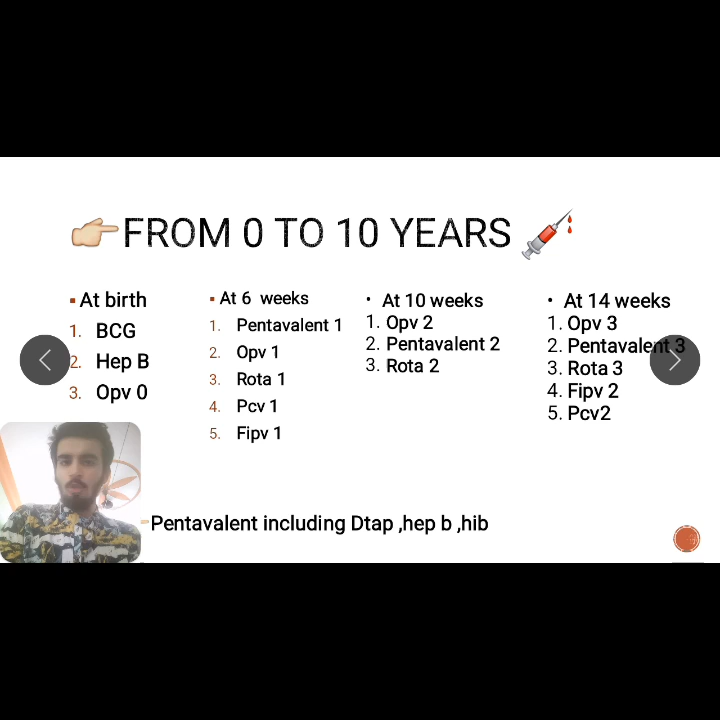 FROM 0 TO 10 YEARS
At birth
1. BCG
2. Hep B
3. Opv 0
At 6 weeks
1. Pentavalent 1
2. Opv 1
3. Rota 1
4. Pcv 1
5. Fipv 1
At 10 weeks
1. Opv 2
2. Pentavalent 2
3. Rota 2
At 14 weeks
1. Opv 3
2. Pentavalent 3
3. Rota 3
4. Fipv 2
5. Pcv2
Pentavalent including Dtap ,hep b ,hib